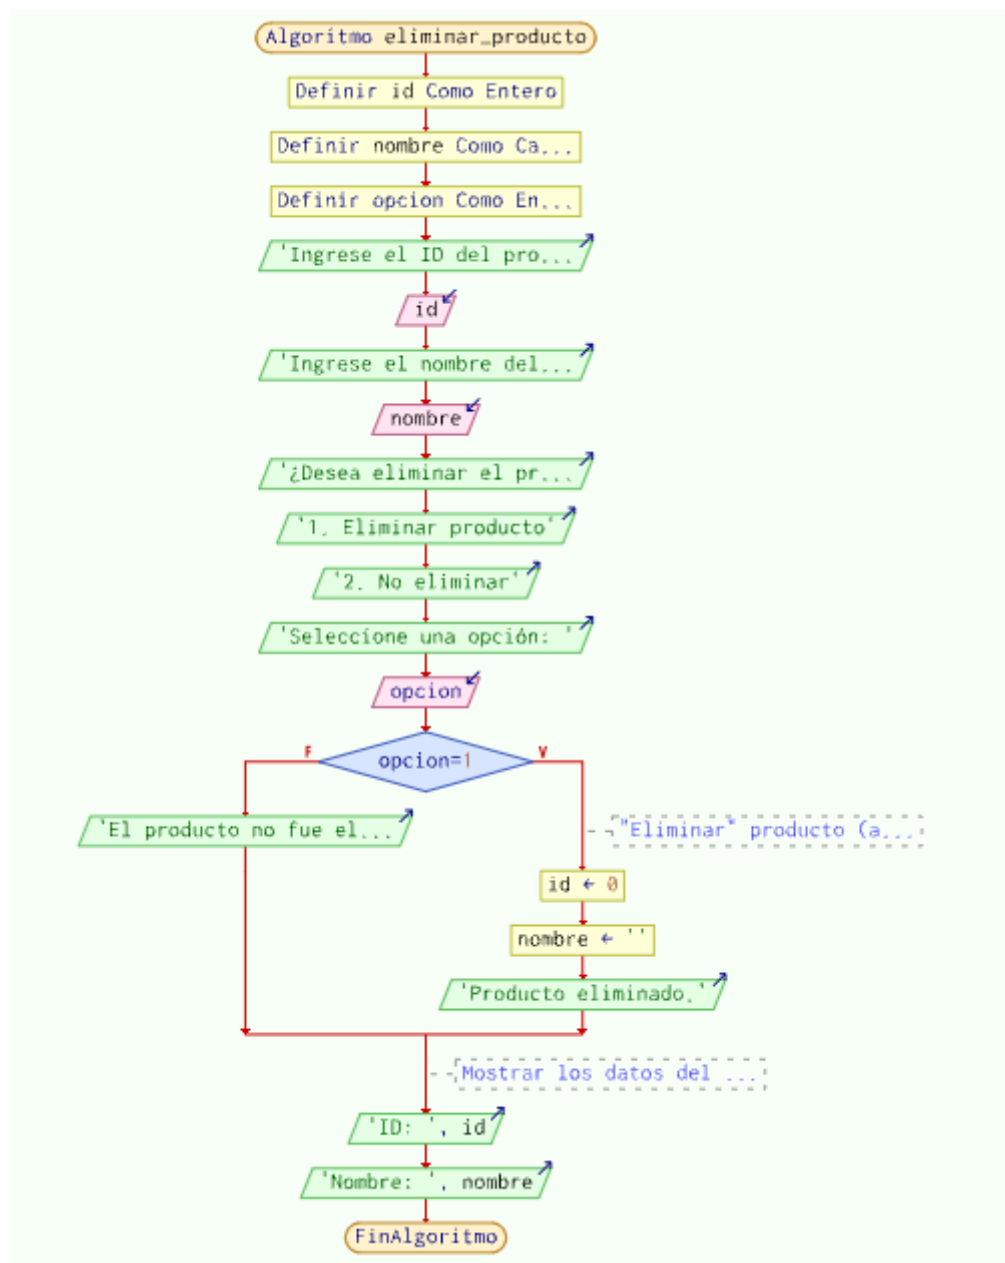 Algoritmo eliminar_producto
Definir id Como Entero
Definir nombre Como Ca...
Definir opcion Como En...
'Ingrese el ID del pro...
id
'Ingrese el nombre del...
nombre
'¿Desea eliminar el pr...
'1. Eliminar producto'
'2. No eliminar'
'Seleccione una opción: '
opcion
F
opcion=1
V
'El producto no fue el...
"Eliminar" producto (a...
id ← 0
nombre ← ''
'Producto eliminado.'
Mostrar los datos del ...
'ID: ', id
'Nombre: ', nombre
FinAlgoritmo